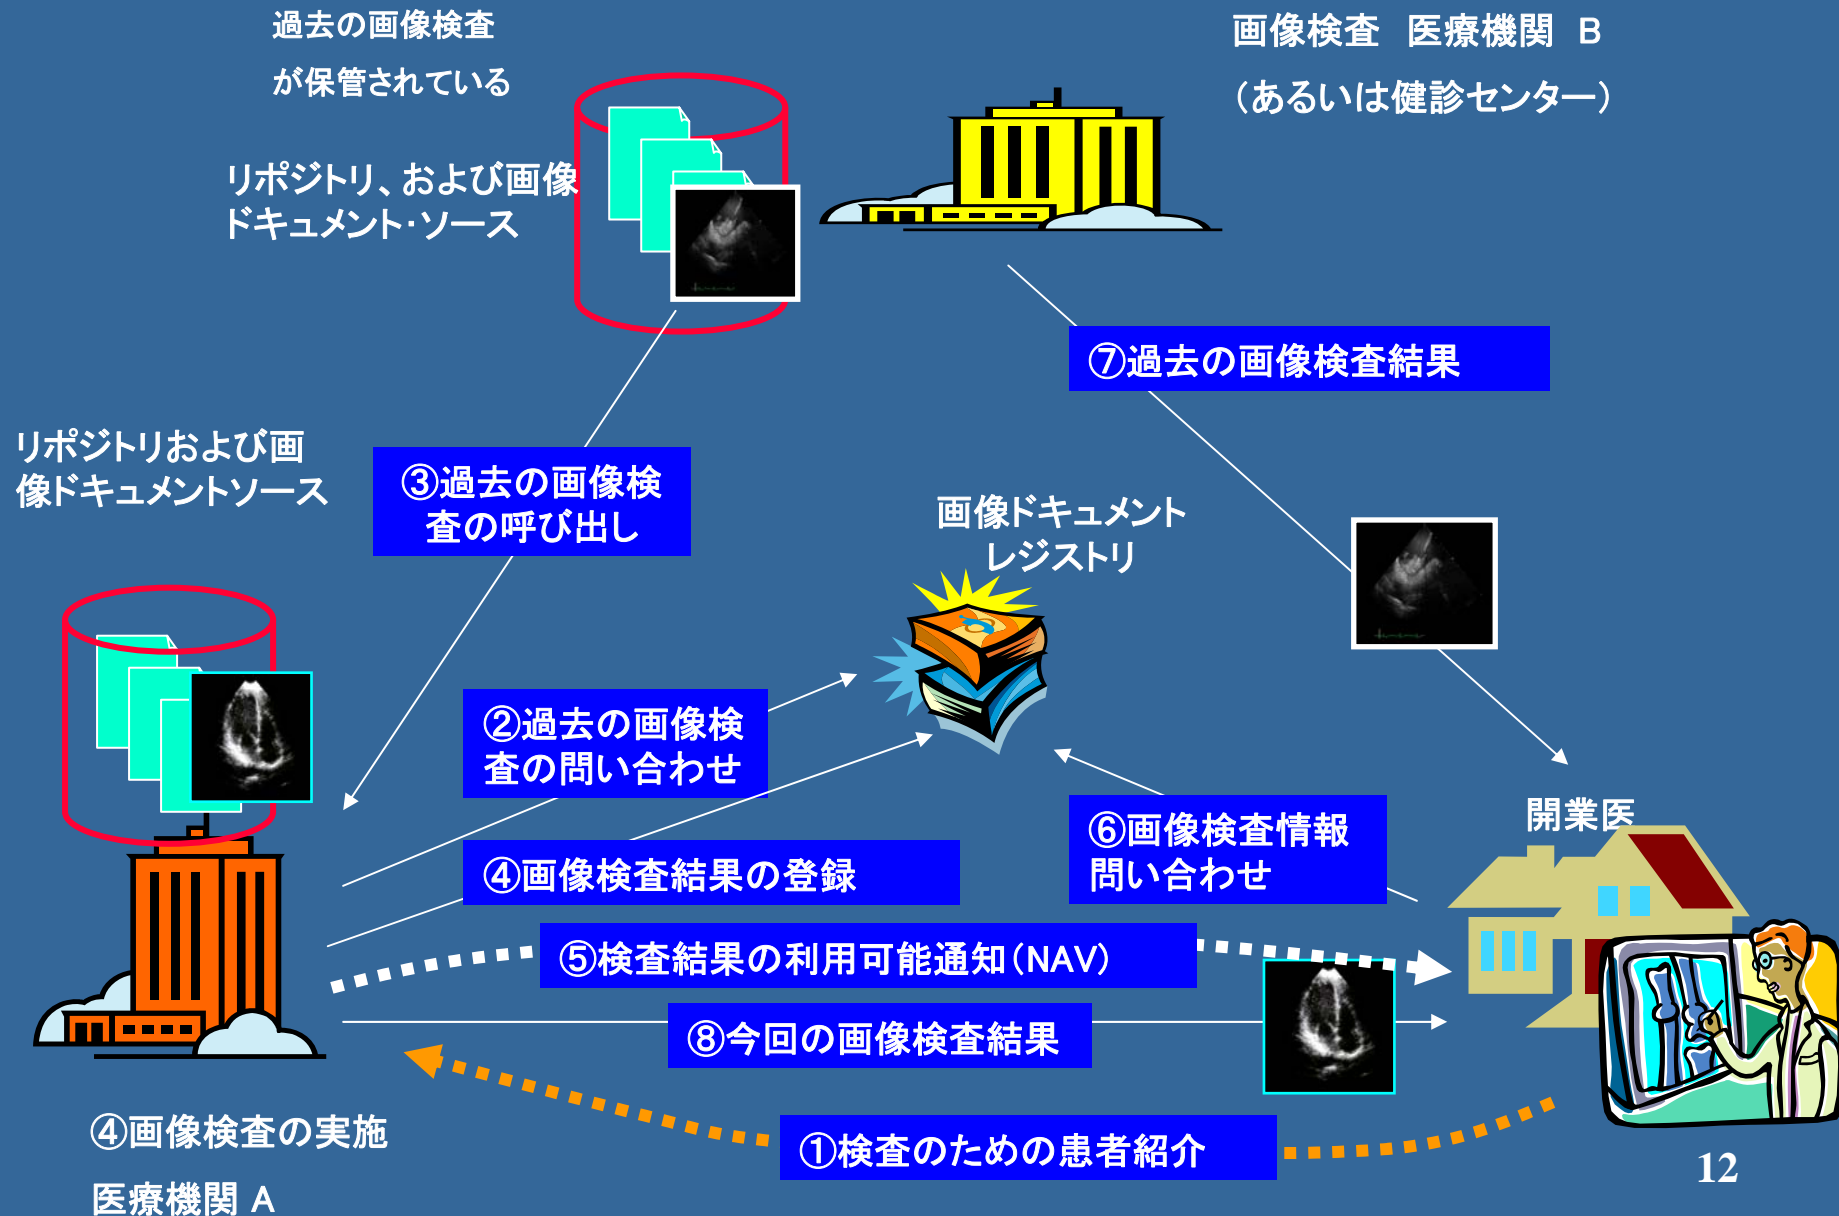 過去の画像検査
が保管されている
画像検査　医療機関　B
（あるいは健診センター）
リポジトリ、および画像
ドキュメント・ソース
⑦過去の画像検査結果
リポジトリおよび画
像ドキュメントソース
③過去の画像検
査の呼び出し
画像ドキュメント
レジストリ
②過去の画像検
査の問い合わせ
開業医
⑥画像検査情報
問い合わせ
④画像検査結果の登録
⑤検査結果の利用可能通知（NAV）
⑧今回の画像検査結果
④画像検査の実施
医療機関 A
①検査のための患者紹介
12